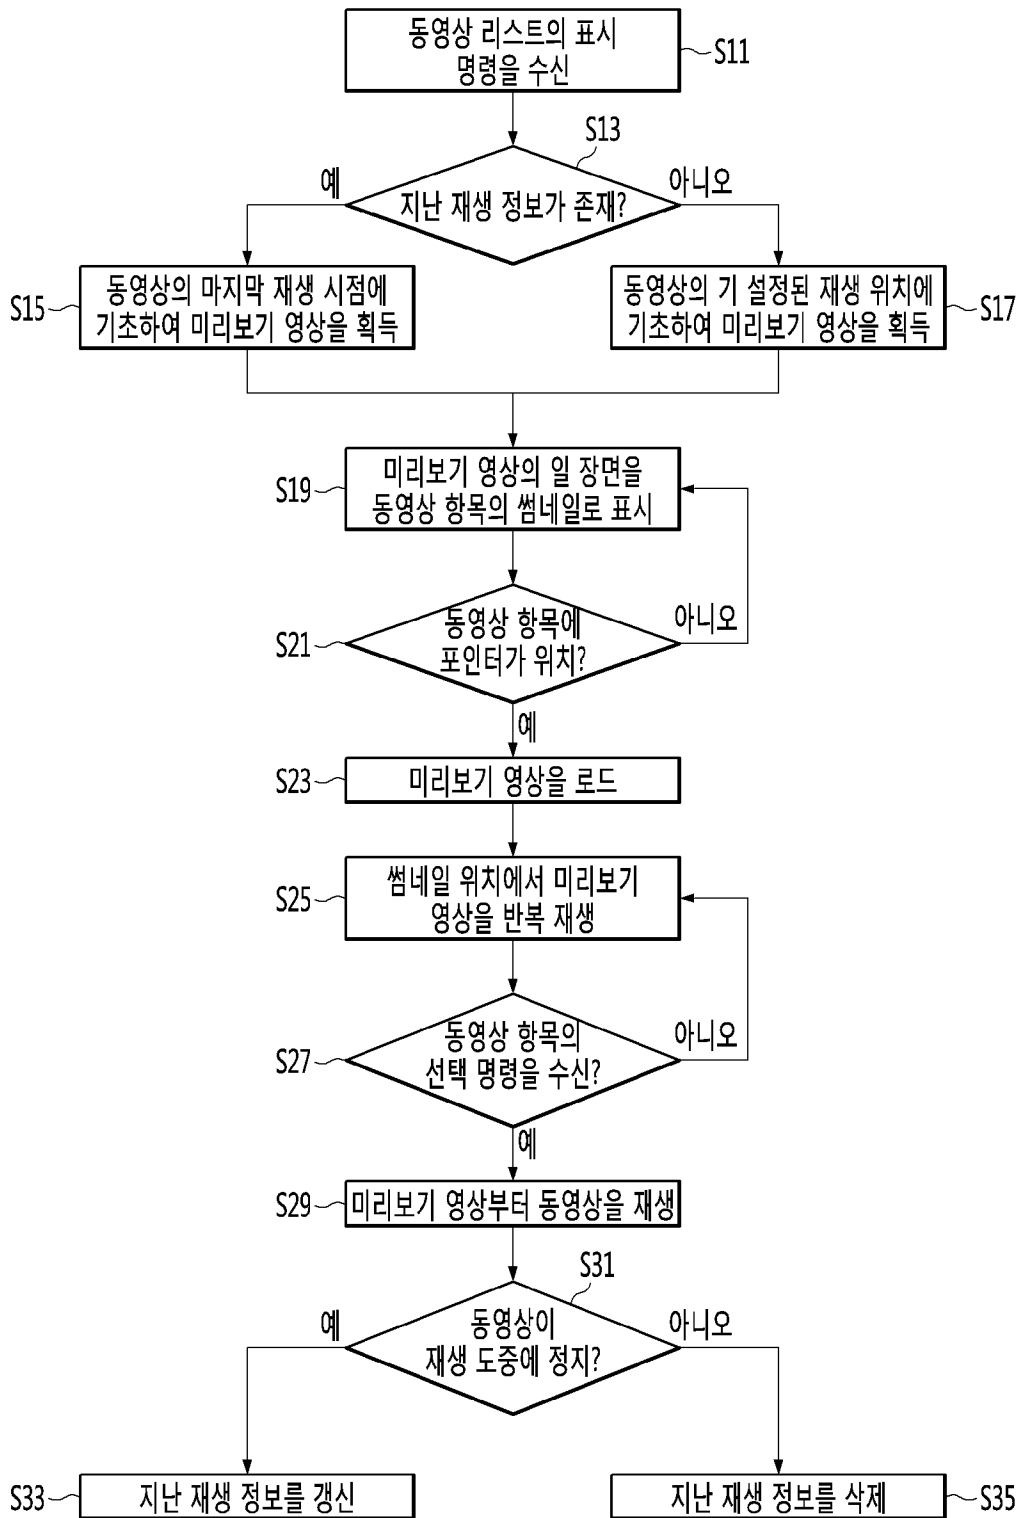 동영상 리스트의 표시
명령을 수신
S11
S13
예
아니오
지난 재생 정보가 존재?
S15
동영상의 마지막 재생 시점에
기초하여 미리보기 영상을 획득
동영상의 기 설정된 재생 위치에
기초하여 미리보기 영상을 획득
S17
S19
미리보기 영상의 일 장면을
동영상 항목의 썸네일로 표시
S21
동영상 항목에
포인터가 위치?
아니오
예
S23
미리보기 영상을 로드
S25
썸네일 위치에서 미리보기
영상을 반복 재생
S27
동영상 항목의
선택 명령을 수신?
아니오
예
S29
미리보기 영상부터 동영상을 재생
S31
예
아니오
동영상이
재생 도중에 정지?
S33
지난 재생 정보를 갱신
지난 재생 정보를 삭제
S35